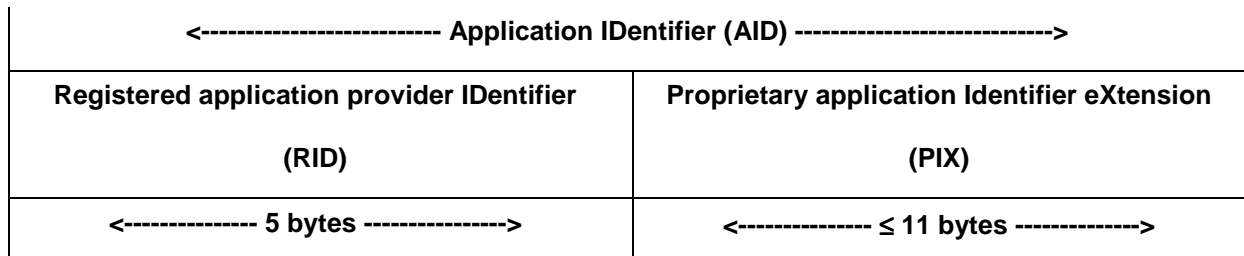 <-------------------------- Application IDentifier (AID) ---------------------------->
Registered application provider IDentifier
(RID)
Proprietary application Identifier eXtension
(PIX)
<--------------- 5 bytes ---------------->
<--------------- ≤ 11 bytes -------------->